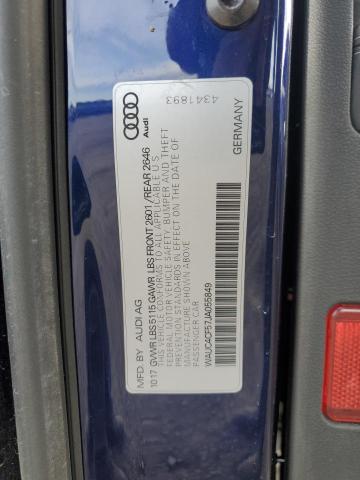 MFD. BY AUDI AG
10.17 GVWR LBS 5115 GAWR LBS FRONT 2601 / REAR 2646
THIS VEHICLE CONFORMS TO ALL APPLICABLE U.S.
FEDERAL MOTOR VEHICLE SAFETY, BUMPER AND THEFT
PREVENTION STANDARDS IN EFFECT ON THE DATE
OF MANUFACTURE SHOWN ABOVE
PASSENGER CAR
WAUC4CF57JA055849
Audi
4341893
GERMANY